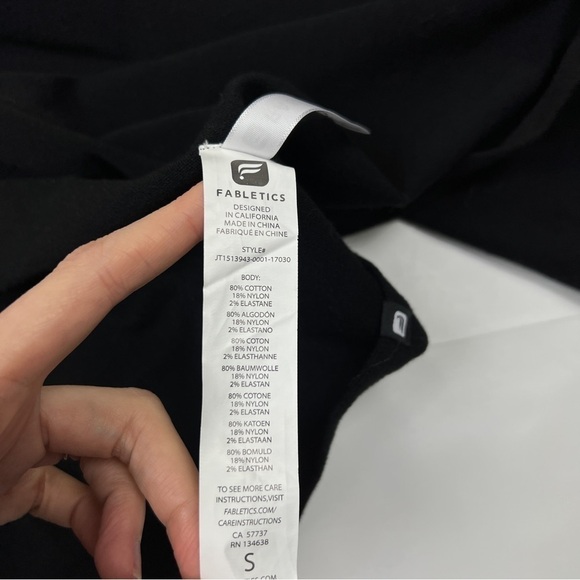 FABLETICS
DESIGNED
IN CALIFORNIA
MADE IN CHINA
FABRIQUÉ EN CHINE
STYLE#
JT1513943-0001-17030
BODY:
80% COTTON
18% NYLON
2% ELASTANE
80% ALGODÓN
18% NYLON
2% ELASTANO
80% COTON
18% NYLON
2% ELASTHANNE
80% BAUMWOLLE
18% NYLON
2% ELASTAN
80% COTONE
18% NYLON
2% ELASTAN
80% KATOEN
18% NYLON
2% ELASTAAN
80% BOMULD
18%NYLON
2% ELASTHAN
TO SEE MORE CARE
INSTRUCTIONS,VISIT
FABLETICS.COM/
CAREINSTRUCTIONS
CA 57737
RN 134638
S
TICS.COM